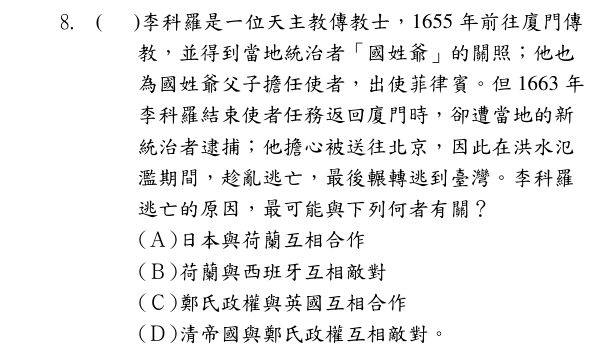 8. (　)李科羅是一位天主教傳教士，1655 年前往廈門傳
教，並得到當地統治者「國姓爺」的關照；他也
為國姓爺父子擔任使者，出使菲律賓。但 1663 年
李科羅結束使者任務返回廈門時，卻遭當地的新
統治者逮捕；他擔心被送往北京，因此在洪水氾
濫期間，趁亂逃亡，最後輾轉逃到臺灣。李科羅
逃亡的原因，最可能與下列何者有關？
(A)日本與荷蘭互相合作
(B)荷蘭與西班牙互相敵對
(C)鄭氏政權與英國互相合作
(D)清帝國與鄭氏政權互相敵對。